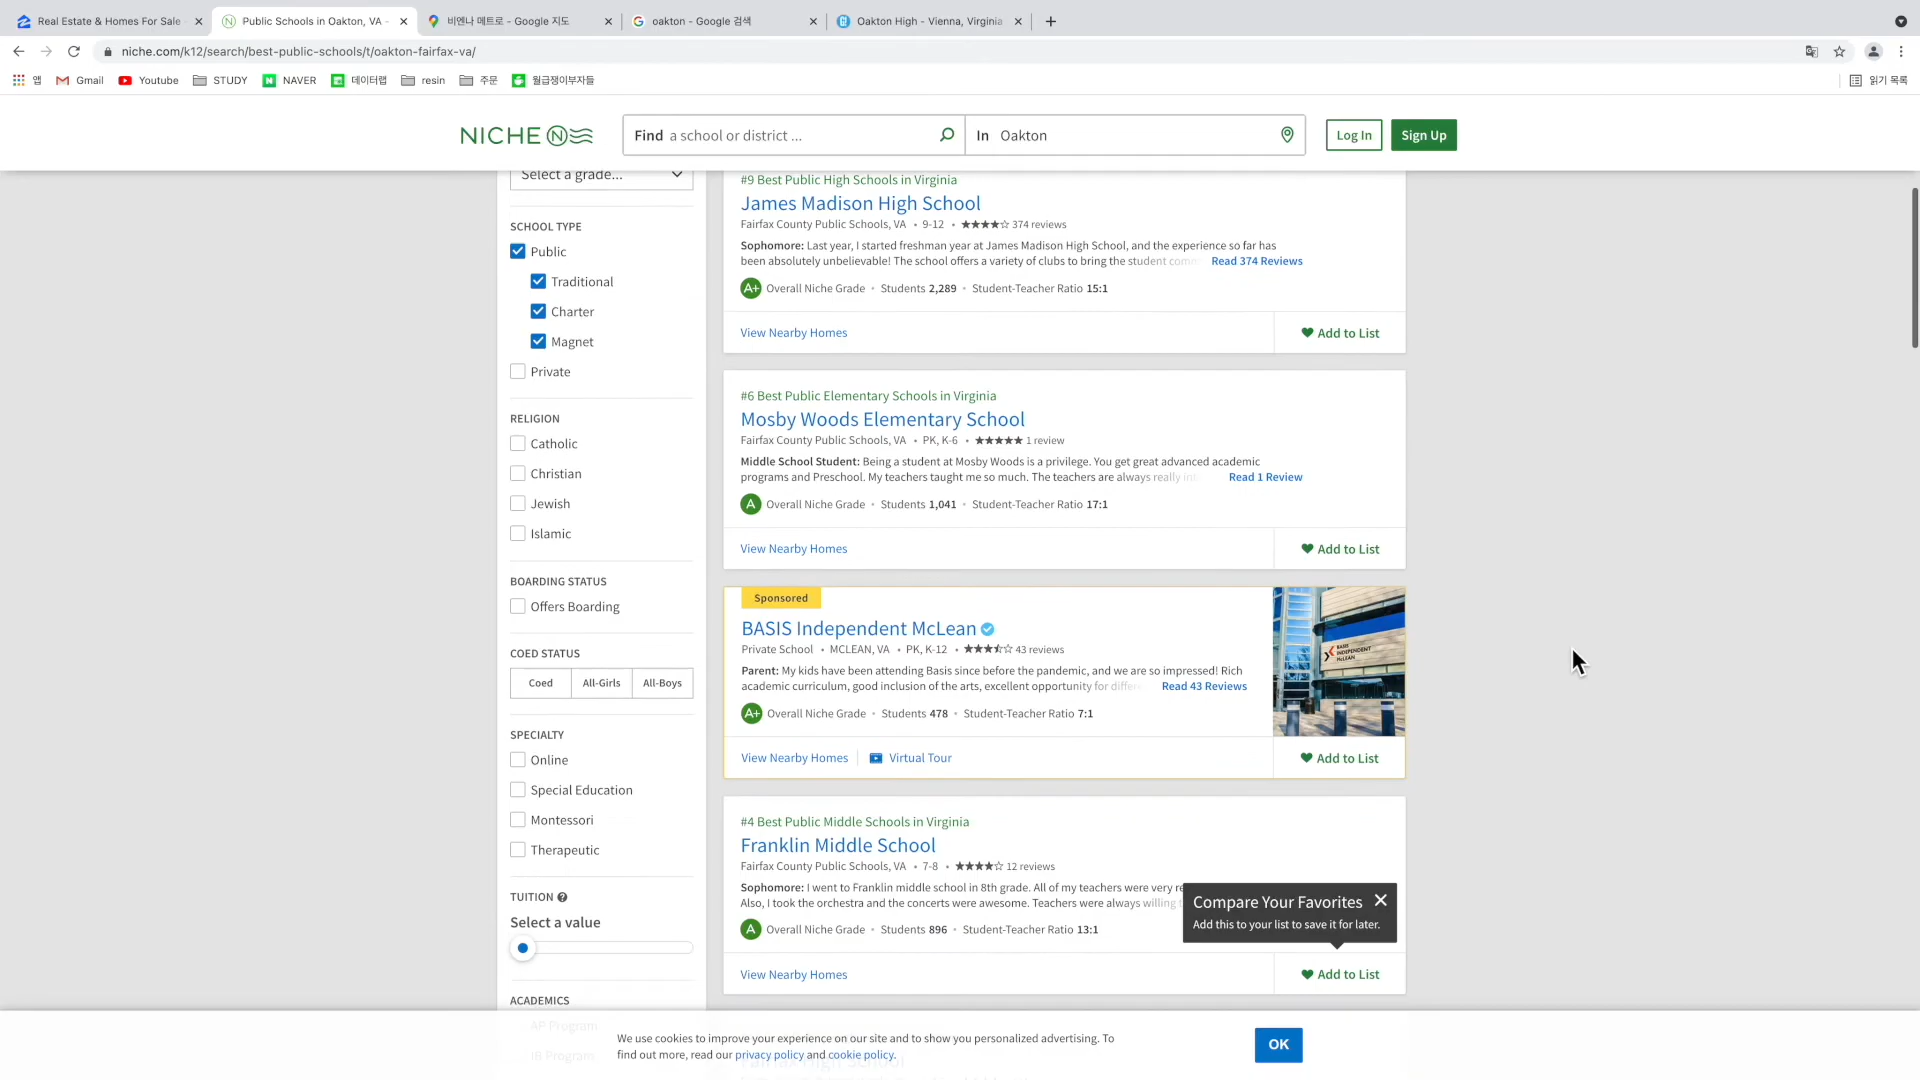 Real Estate & Homes For Sale -
Public Schools in Oakton, VA -
비엔나 메트로 - Google 지도
oakton - Google 검색
Oakton High - Vienna, Virginia
niche.com/k12/search/best-public-schools/t/oakton-fairfax-va/
앱
Gmail
Youtube
STUDY
NAVER
데이터랩
resin
주문
월급쟁이부자들
읽기 목록
NICHE
Find a school or district ...
In Oakton
Log In
Sign Up
Select a grade...
SCHOOL TYPE
Public
Traditional
Charter
Magnet
Private
RELIGION
Catholic
Christian
Jewish
Islamic
BOARDING STATUS
Offers Boarding
COED STATUS
Coed
All-Girls
All-Boys
SPECIALTY
Online
Special Education
Montessori
Therapeutic
TUITION
Select a value
ACADEMICS
AP Program
IB Program
#9 Best Public High Schools in Virginia
James Madison High School
Fairfax County Public Schools, VA • 9-12 • 374 reviews
Sophomore: Last year, I started freshman year at James Madison High School, and the experience so far has
been absolutely unbelievable! The school offers a variety of clubs to bring the student comm Read 374 Reviews
A+ Overall Niche Grade • Students 2,289 • Student-Teacher Ratio 15:1
View Nearby Homes
Add to List
#6 Best Public Elementary Schools in Virginia
Mosby Woods Elementary School
Fairfax County Public Schools, VA • PK, K-6 • 1 review
Middle School Student: Being a student at Mosby Woods is a privilege. You get great advanced academic
programs and Preschool. My teachers taught me so much. The teachers are always really Read 1 Review
A Overall Niche Grade • Students 1,041 • Student-Teacher Ratio 17:1
View Nearby Homes
Add to List
Sponsored
BASIS Independent McLean
Private School • MCLEAN, VA • PK, K-12 • 43 reviews
Parent: My kids have been attending Basis since before the pandemic, and we are so impressed! Rich
academic curriculum, good inclusion of the arts, excellent opportunity for Read 43 Reviews
A+ Overall Niche Grade • Students 478 • Student-Teacher Ratio 7:1
View Nearby Homes
Virtual Tour
Add to List
BASIS
INDEPENDENT
MCLEAN
#4 Best Public Middle Schools in Virginia
Franklin Middle School
Fairfax County Public Schools, VA • 7-8 • 12 reviews
Sophomore: I went to Franklin middle school in 8th grade. All of my teachers were very re
Also, I took the orchestra and the concerts were awesome. Teachers were always willing
A Overall Niche Grade • Students 896 • Student-Teacher Ratio 13:1
Compare Your Favorites
Add this to your list to save it for later.
View Nearby Homes
Add to List
We use cookies to improve your experience on our site and to show you personalized advertising. To
find out more, read our privacy policy and cookie policy.
OK